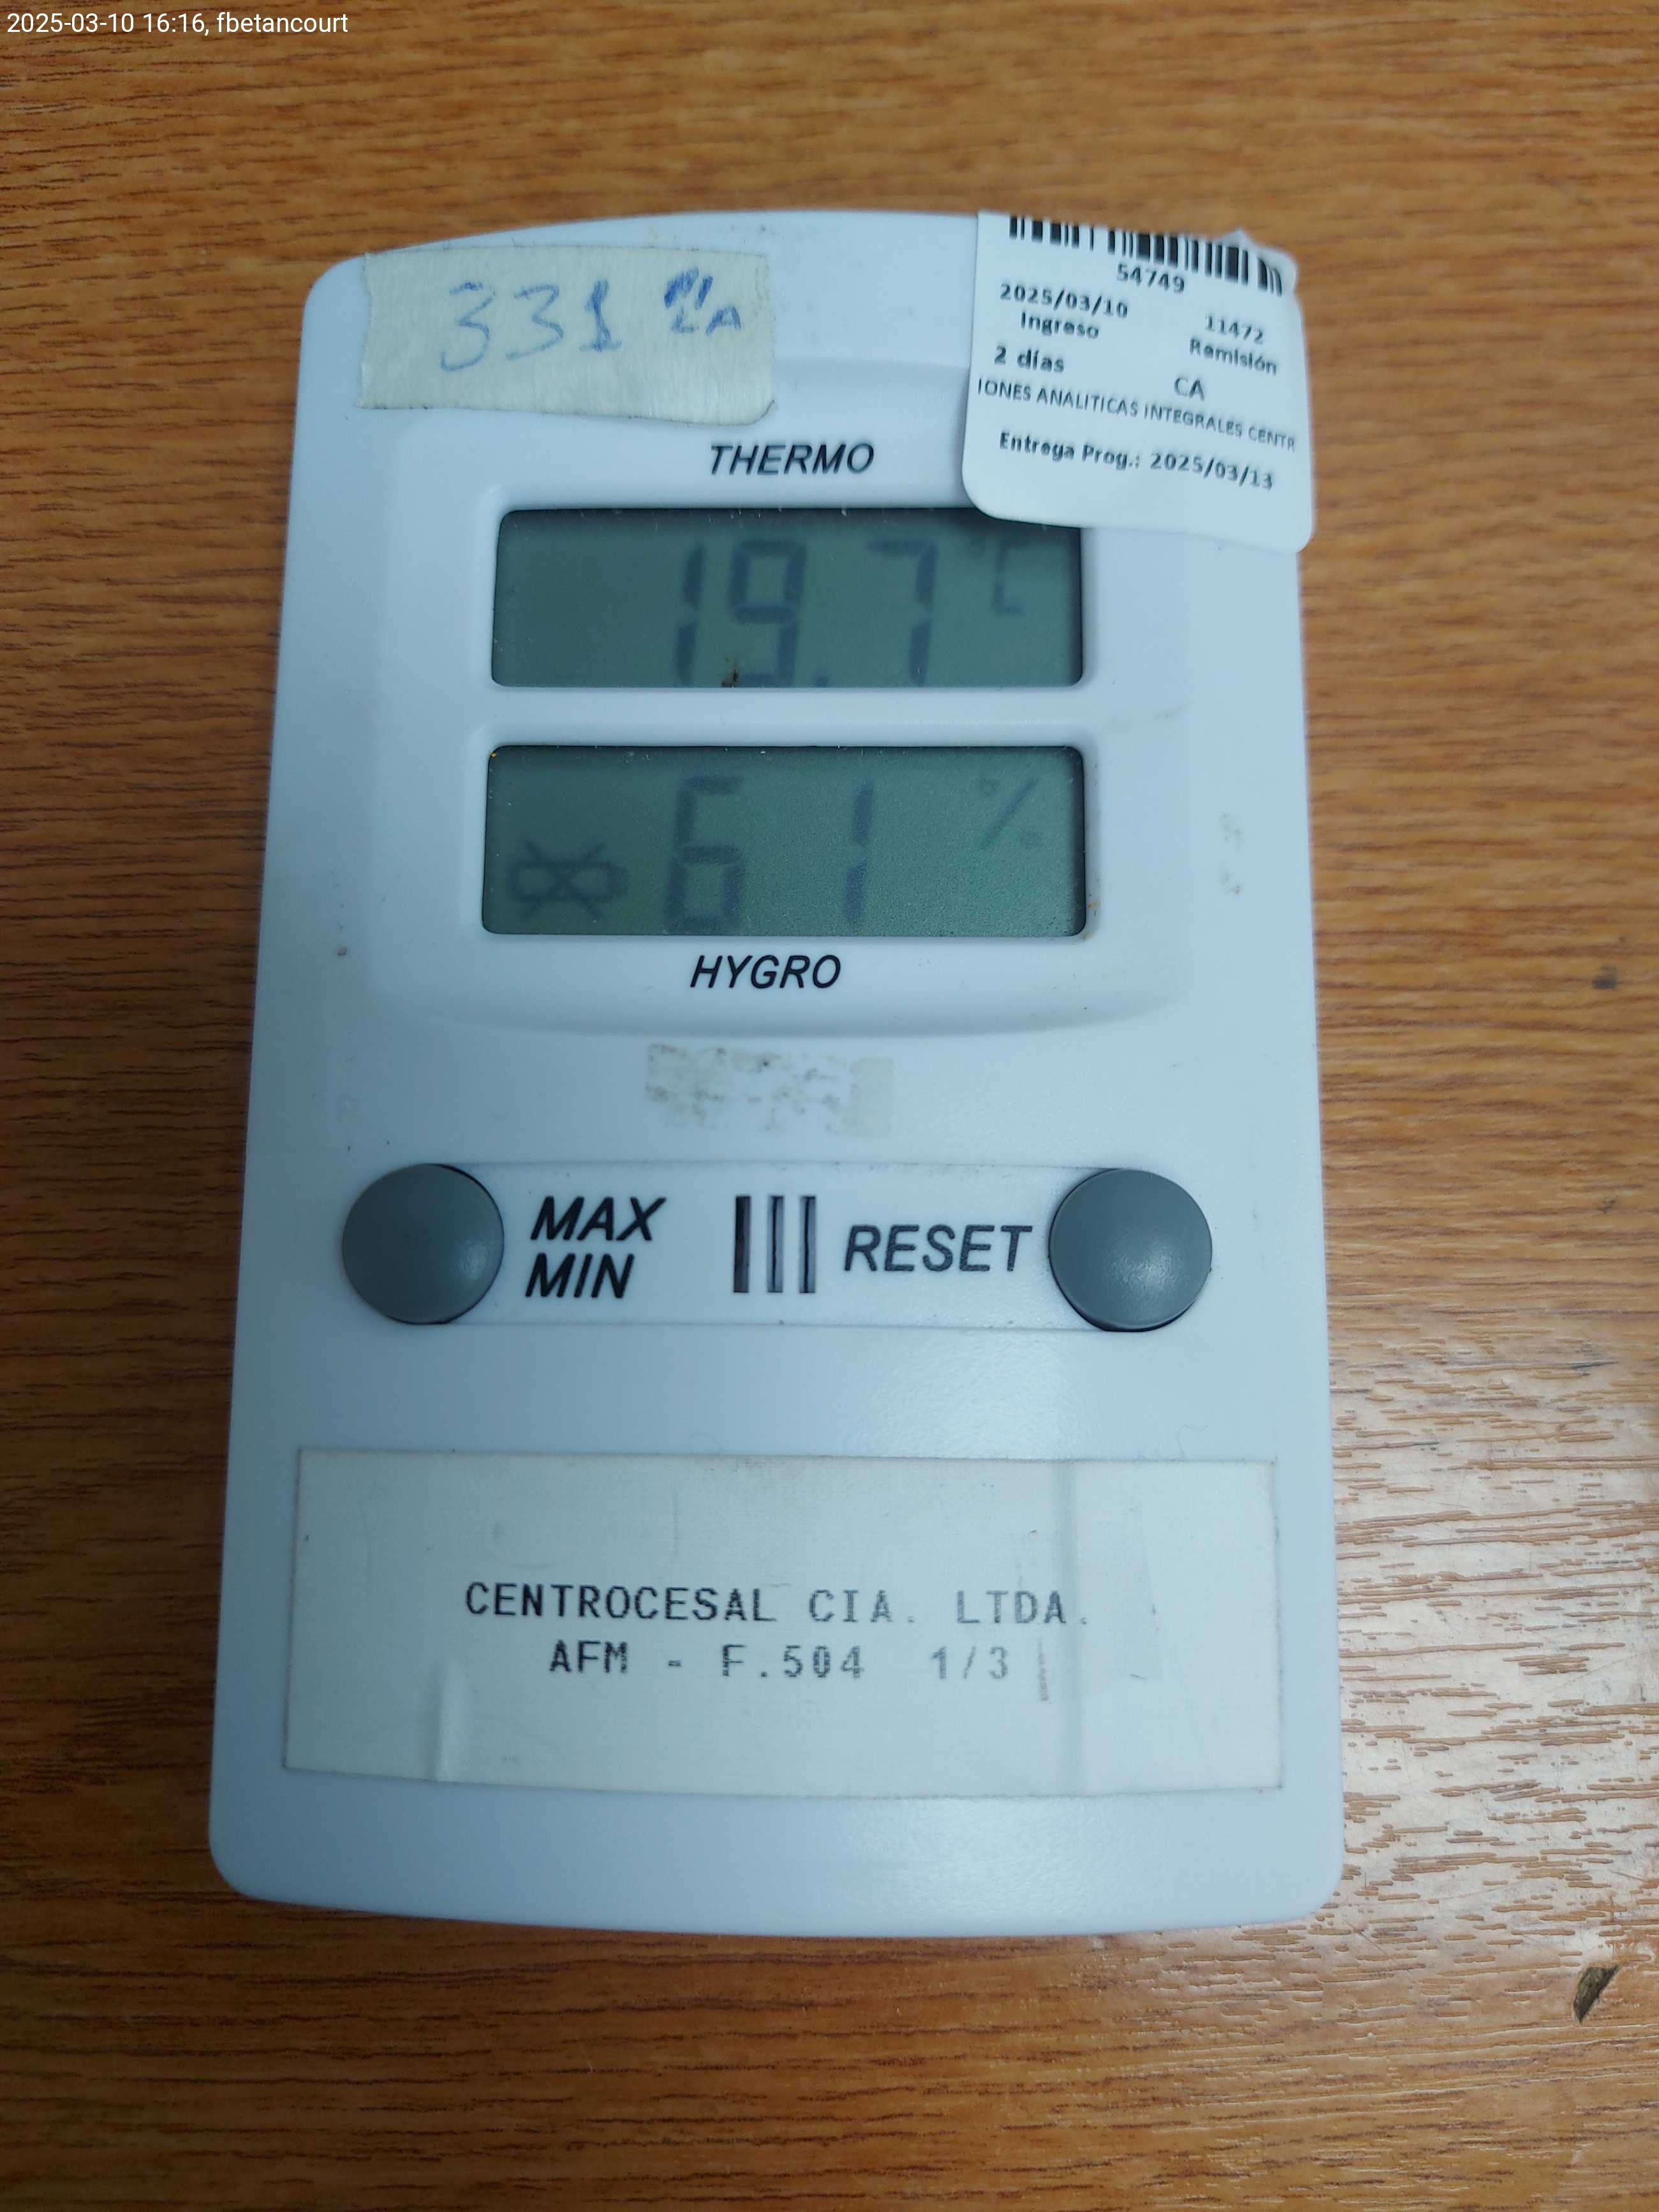 2025-03-10 16:16, fbetancourt
331
54749
2025/03/10
Ingreso
11472
Remisión
2 días
CA
IONES ANALITICAS INTEGRALES CENTR
Entrega Prog.: 2025/03/13
THERMO
19.7 °C
61 %
HYGRO
MAX
MIN
RESET
CENTROCESAL CIA. LTDA.
AFM - F.504 1/3